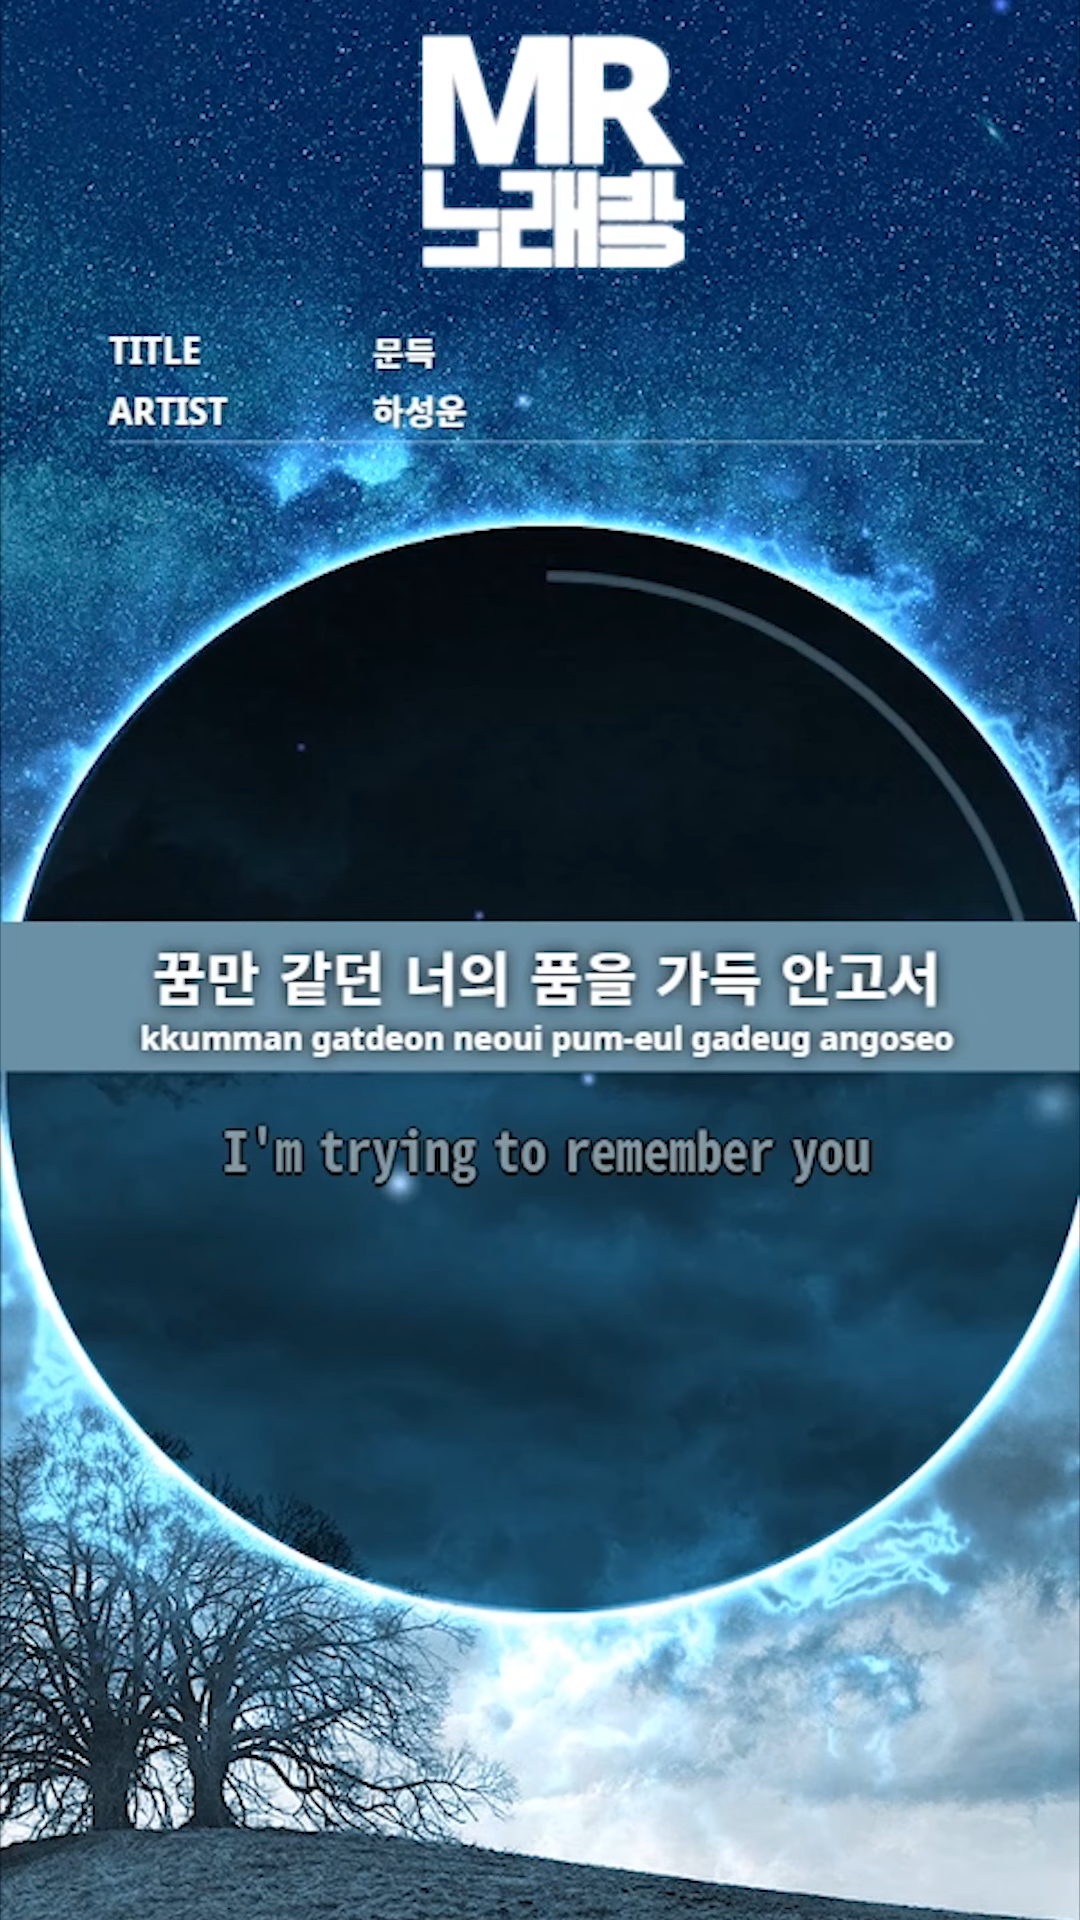 MR
노래방
TITLE 문득
ARTIST 하성운
꿈만 같던 너의 품을 가득 안고서
kkumman gatdeon neoui pum-eul gadeug angoseo
I'm trying to remember you